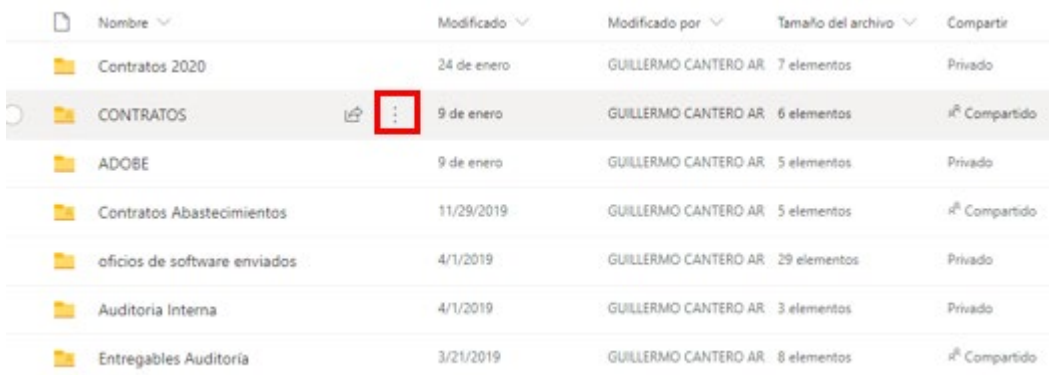 Nombre Modificado Modificado por Tamaño del archivo Compartir
Contratos 2020 24 de enero GUILLERMO CANTERO AR 7 elementos Privado
CONTRATOS 9 de enero GUILLERMO CANTERO AR 6 elementos Compartido
ADOBE 9 de enero GUILLERMO CANTERO AR 5 elementos Privado
Contratos Abastecimientos 11/29/2019 GUILLERMO CANTERO AR 5 elementos Compartido
oficios de software enviados 4/1/2019 GUILLERMO CANTERO AR 29 elementos Privado
Auditoria Interna 4/1/2019 GUILLERMO CANTERO AR 3 elementos Privado
Entregables Auditoría 3/21/2019 GUILLERMO CANTERO AR 8 elementos Compartido